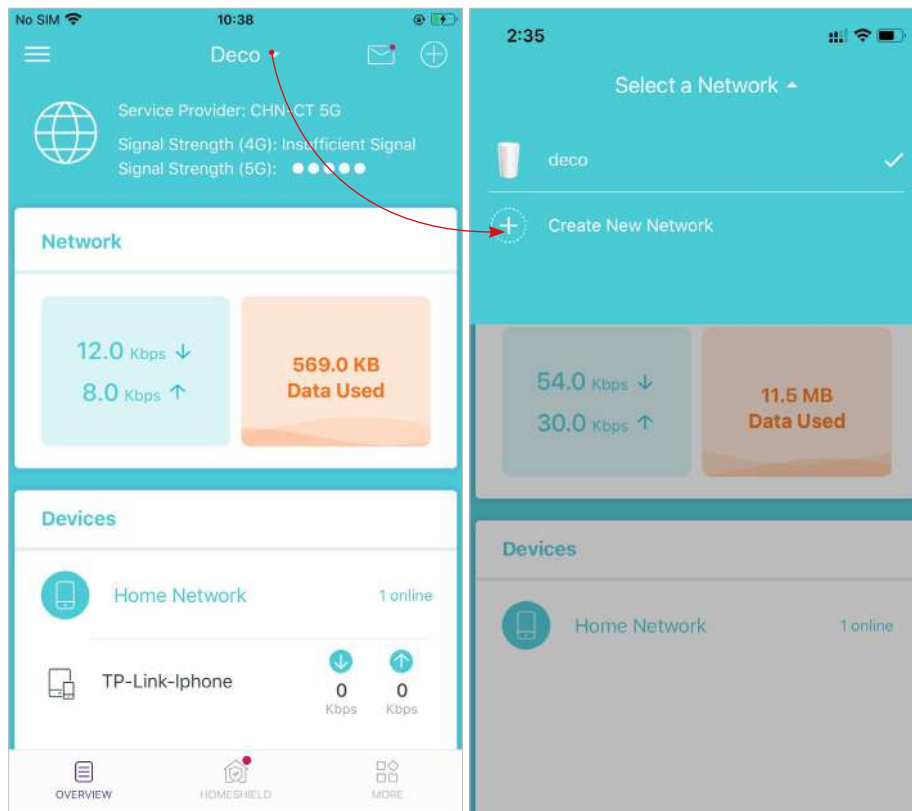 No SIM
10:38
Deco
Service Provider: CHN-CT 5G
Signal Strength (4G): Insufficient Signal
Signal Strength (5G):
Network
12.0 Kbps ↓
8.0 Kbps ↑
569.0 KB
Data Used
Devices
Home Network
1 online
TP-Link-Iphone
0
Kbps
0
Kbps
OVERVIEW
HOMESHIELD
MORE
2:35
Select a Network
deco
Create New Network
54.0 Kbps ↓
30.0 Kbps ↑
11.5 MB
Data Used
Devices
Home Network
1 online